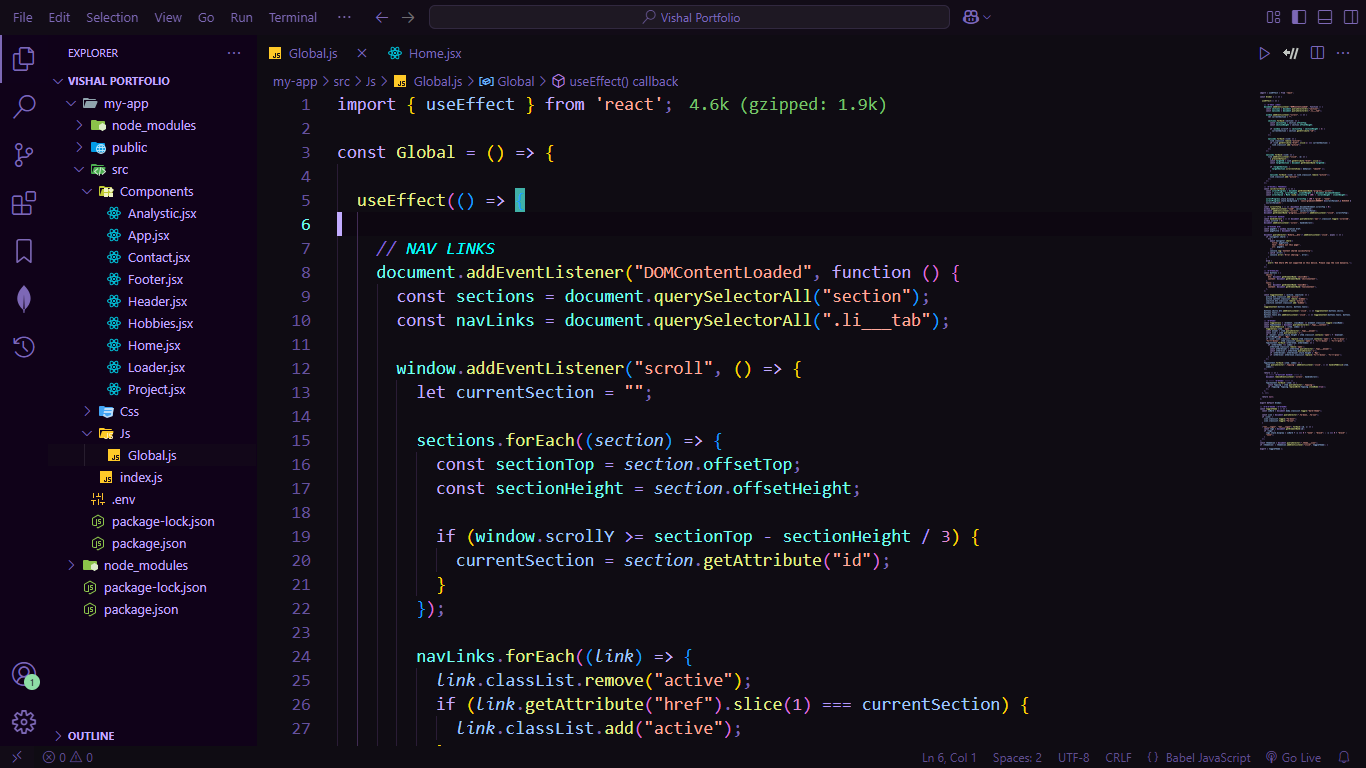 File Edit Selection View Go Run Terminal ··· Vishal Portfolio
EXPLORER ···
VISHAL PORTFOLIO
my-app
node_modules
public
src
Components
Analystic.jsx
App.jsx
Contact.jsx
Footer.jsx
Header.jsx
Hobbies.jsx
Home.jsx
Loader.jsx
Project.jsx
Css
Js
JS Global.js
JS index.js
.env
package-lock.json
package.json
node_modules
package-lock.json
package.json
OUTLINE
1
JS Global.js Home.jsx
my-app > src > Js > JS Global.js > Global > useEffect() callback
1 import { useEffect } from 'react'; 4.6k (gzipped: 1.9k)
2
3 const Global = () => {
4
5 useEffect(() => {
6
7 // NAV LINKS
8 document.addEventListener("DOMContentLoaded", function () {
9 const sections = document.querySelectorAll("section");
10 const navLinks = document.querySelectorAll(".li___tab");
11
12 window.addEventListener("scroll", () => {
13 let currentSection = "";
14
15 sections.forEach((section) => {
16 const sectionTop = section.offsetTop;
17 const sectionHeight = section.offsetHeight;
18
19 if (window.scrollY >= sectionTop - sectionHeight / 3) {
20 currentSection = section.getAttribute("id");
21 }
22 });
23
24 navLinks.forEach((link) => {
25 link.classList.remove("active");
26 if (link.getAttribute("href").slice(1) === currentSection) {
27 link.classList.add("active");
0 0 Ln 6, Col 1 Spaces: 2 UTF-8 CRLF {} Babel JavaScript Go Live